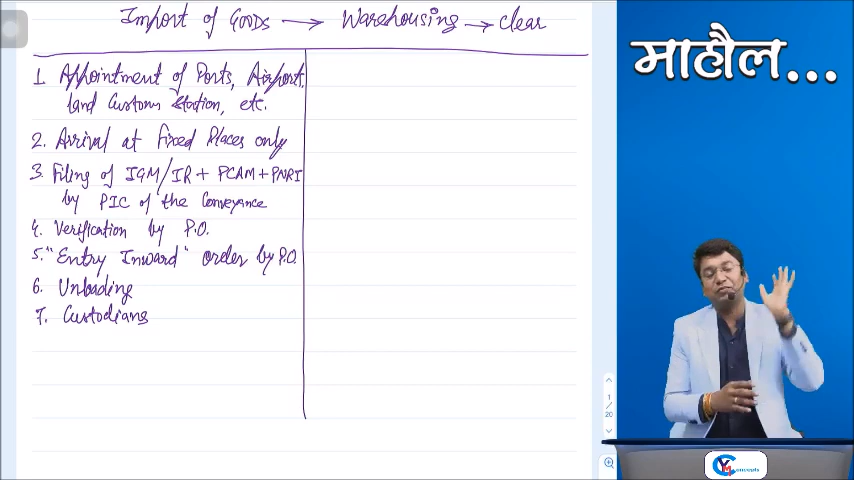 Import of Goods → Warehousing → clear
माहौल...
1. Appointment of Ports, Airport,
land Custom Station, etc.
2. Arrival at fixed Places only
3. Filing of IGM/IR + PCAM + PNRI
by PIC of the Conveyance
4. Verification by P.O.
5. "Entry Inward" order by P.O
6. Unloading
7. Custodians
1
/
20